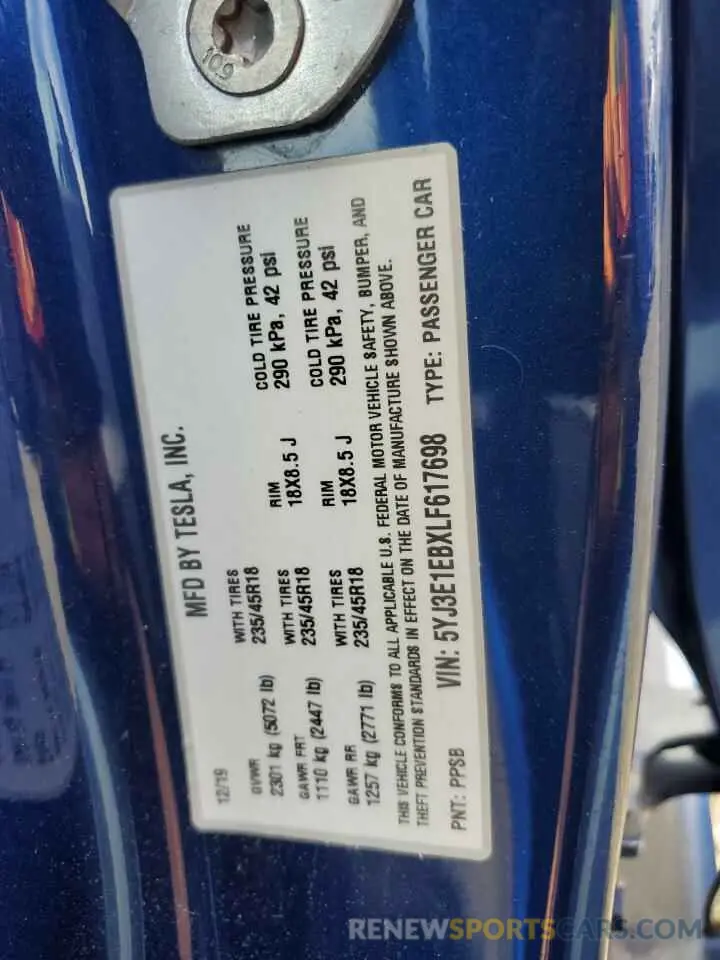 10.9
MFD BY TESLA, INC.
12/19
GVWR WITH TIRES RIM COLD TIRE PRESSURE
2301 kg (5072 lb) 235/45R18 18X8.5 J 290 kPa, 42 psi
GAWR FRT WITH TIRES RIM COLD TIRE PRESSURE
1110 kg (2447 lb) 235/45R18 18X8.5 J 290 kPa, 42 psi
GAWR RR WITH TIRES
1257 kg (2771 lb) 235/45R18
THIS VEHICLE CONFORMS TO ALL APPLICABLE U.S. FEDERAL MOTOR VEHICLE SAFETY, BUMPER, AND
THEFT PREVENTION STANDARDS IN EFFECT ON THE DATE OF MANUFACTURE SHOWN ABOVE.
PNT: PPSB VIN: 5YJ3E1EBXLF617698 TYPE: PASSENGER CAR
RENEWSPORTSCARS.COM